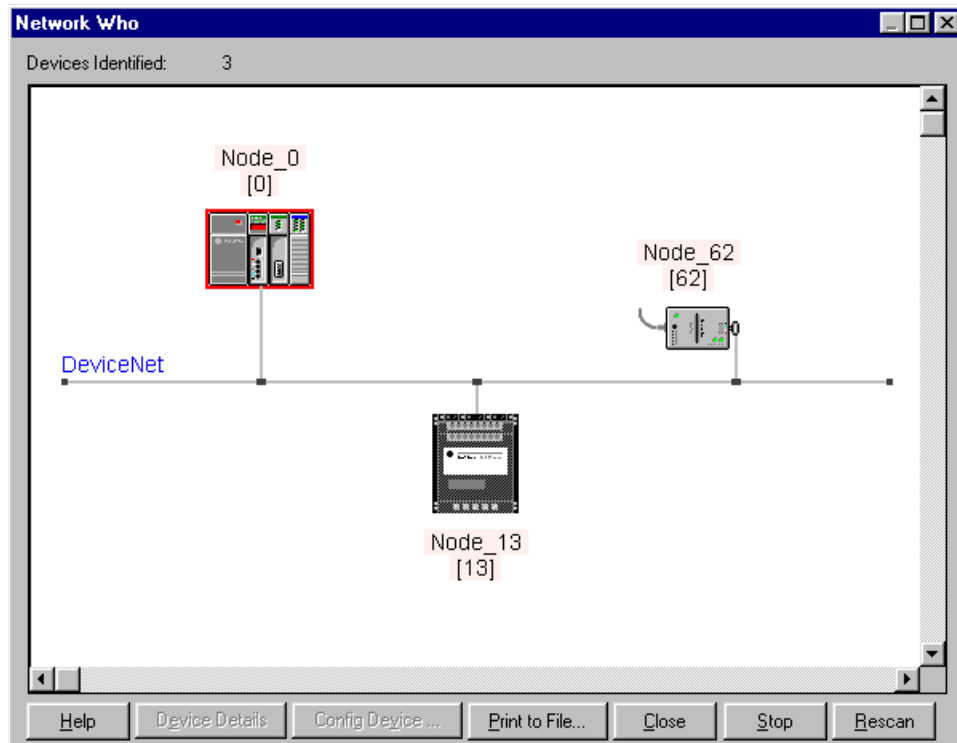 Network Who
Devices Identified: 3
Node_0
[0]
Node_62
[62]
DeviceNet
Node_13
[13]
Help Device Details Config Device ... Print to File... Close Stop Rescan